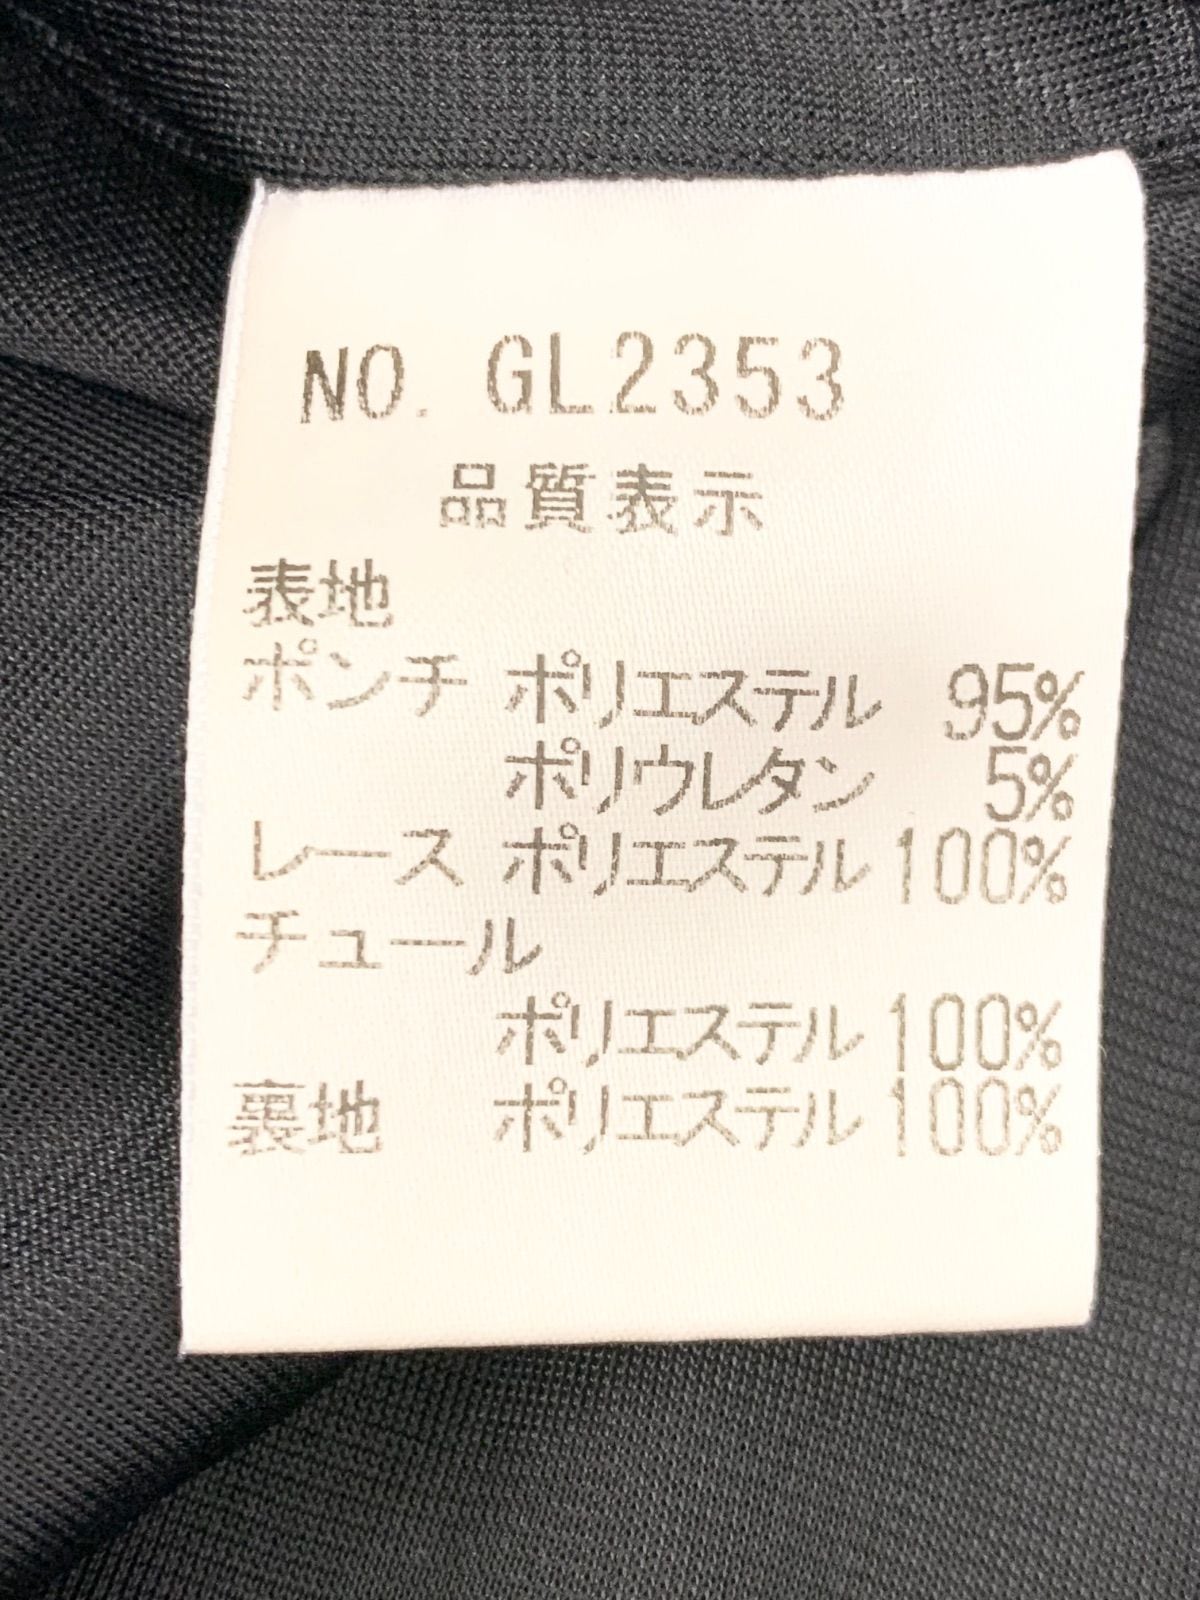 NO. GL2353
品質表示
表地
ポンチ ポリエステル 95%
ポリウレタン 5%
レース ポリエステル 100%
チュール
ポリエステル 100%
裏地 ポリエステル 100%